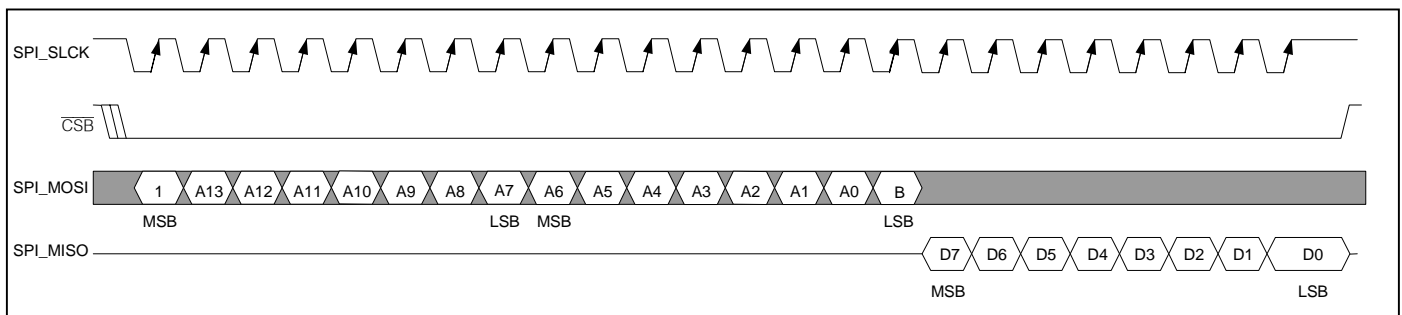 SPI_SLCK
CSB
SPI_MOSI 1 A13 A12 A11 A10 A9 A8 A7 A6 A5 A4 A3 A2 A1 A0 B
MSB LSB MSB LSB
SPI_MISO D7 D6 D5 D4 D3 D2 D1 D0
MSB LSB